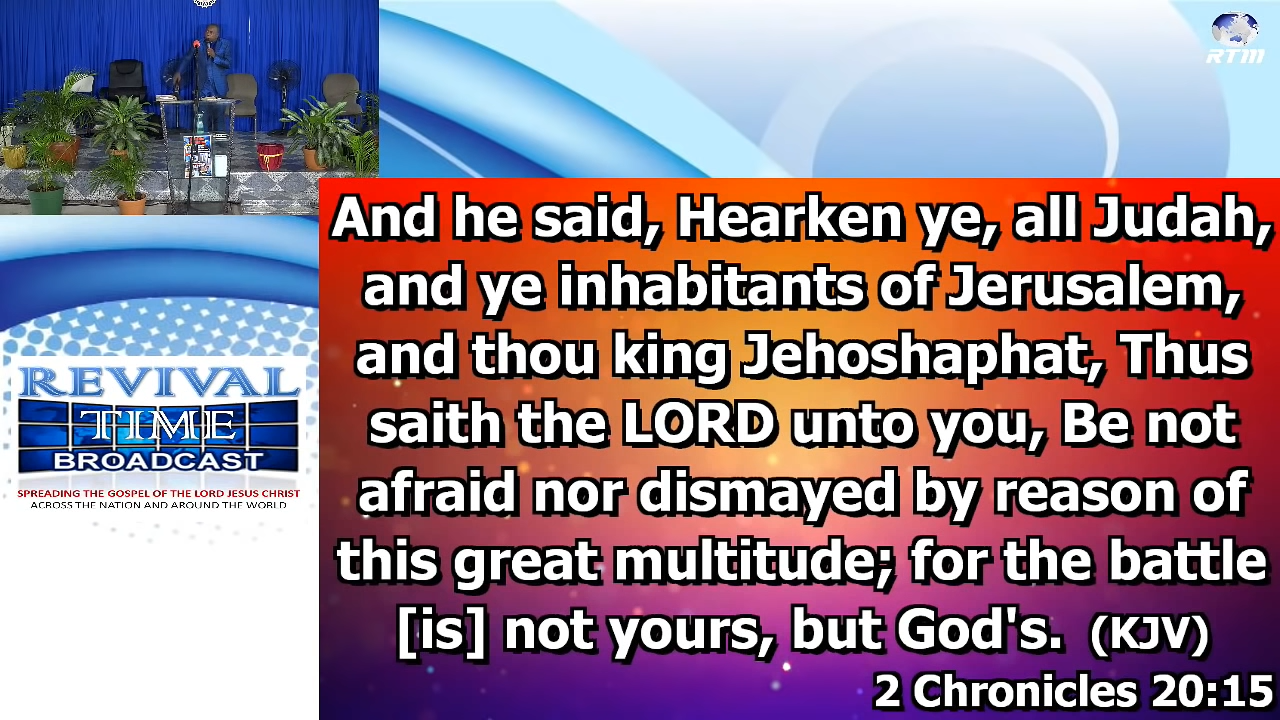 RTM
And he said, Hearken ye, all Judah,
and ye inhabitants of Jerusalem,
and thou king Jehoshaphat, Thus
saith the LORD unto you, Be not
afraid nor dismayed by reason of
this great multitude; for the battle
[is] not yours, but God's. (KJV)
2 Chronicles 20:15
REVIVAL
TIME
BROADCAST
SPREADING THE GOSPEL OF THE LORD JESUS CHRIST
ACROSS THE NATION AND AROUND THE WORLD